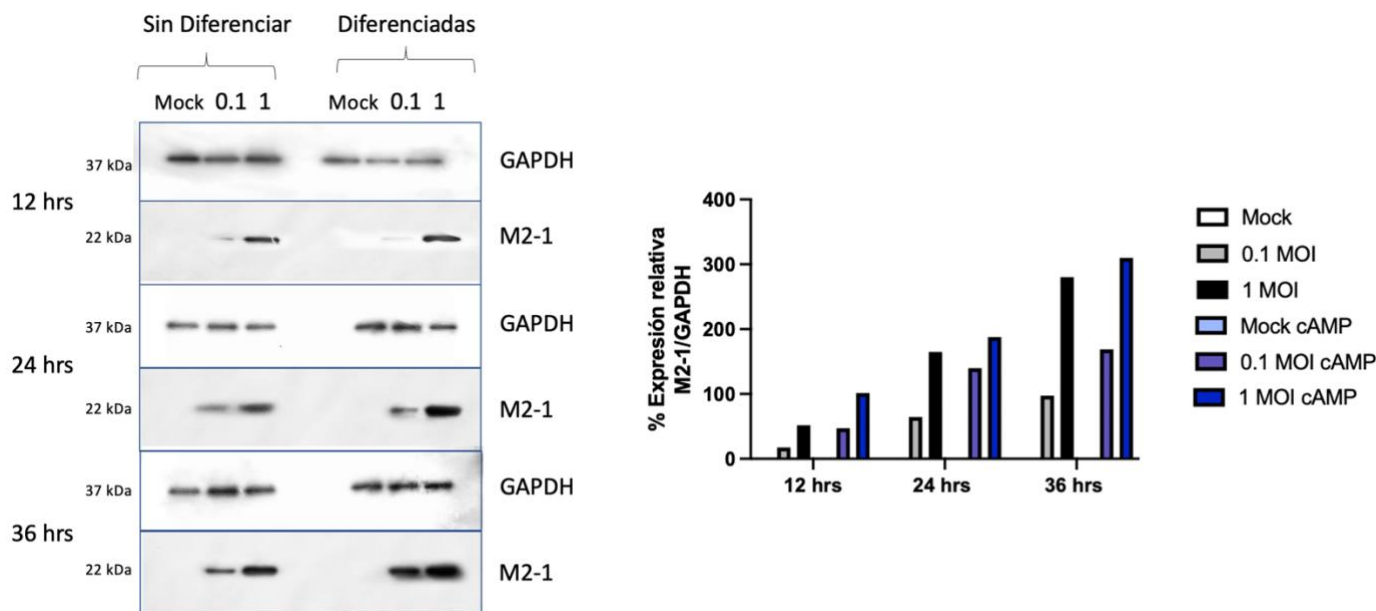 Sin Diferenciar Diferenciadas
Mock 0.1 1 Mock 0.1 1
12 hrs
37 kDa GAPDH
22 kDa M2-1
24 hrs
37 kDa GAPDH
22 kDa M2-1
36 hrs
37 kDa GAPDH
22 kDa M2-1
% Expresión relativa
M2-1/GAPDH
400
300
200
100
0
12 hrs 24 hrs 36 hrs
Mock
0.1 MOI
1 MOI
Mock cAMP
0.1 MOI cAMP
1 MOI cAMP